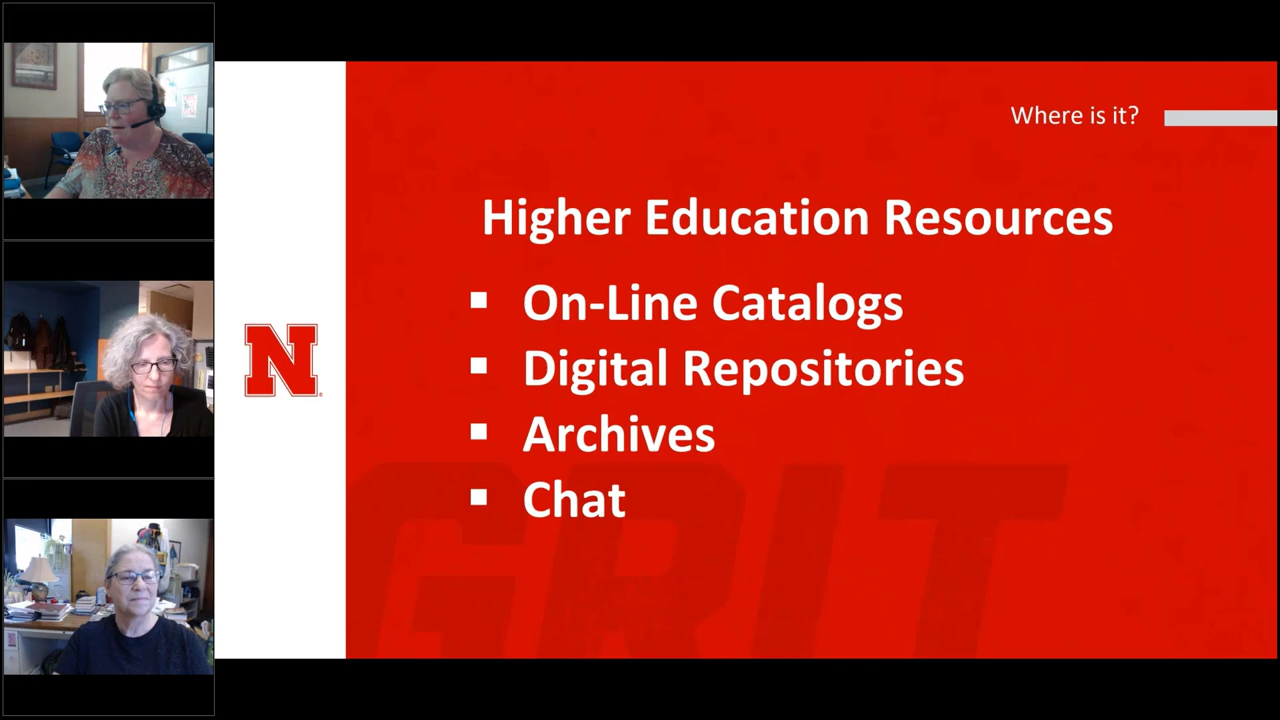 Where is it?
Higher Education Resources
▪ On-Line Catalogs
▪ Digital Repositories
▪ Archives
▪ Chat
N
GRIT